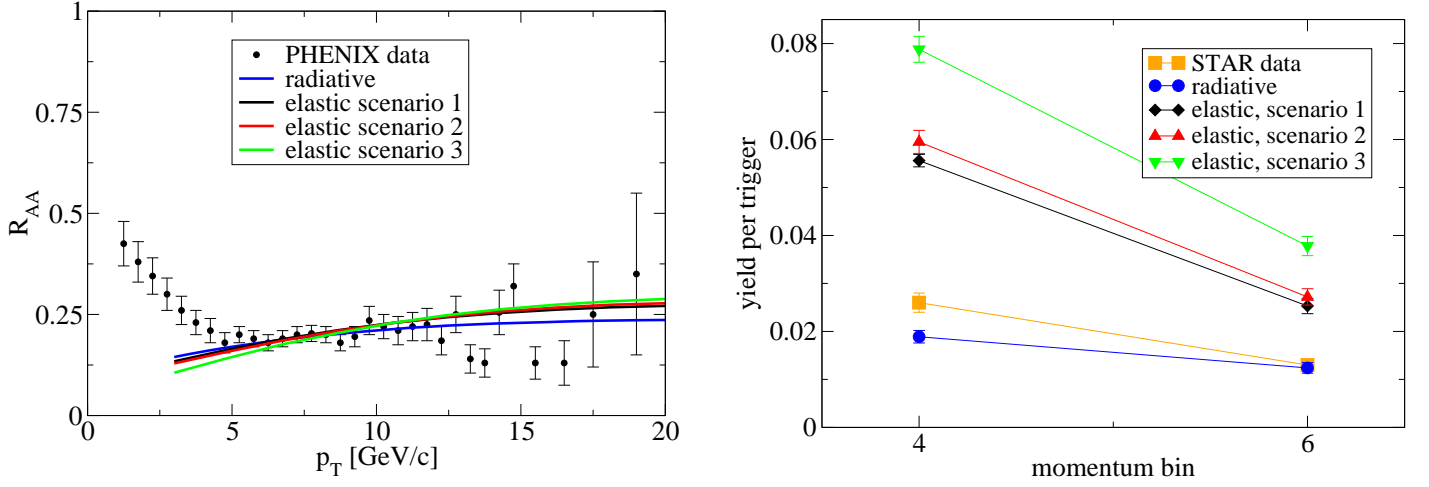 1
0.75
0.5
0.25
0
R_AA
PHENIX data
radiative
elastic scenario 1
elastic scenario 2
elastic scenario 3
0
5
10
15
20
p_T [GeV/c]
0.08
0.06
0.04
0.02
0
yield per trigger
STAR data
radiative
elastic, scenario 1
elastic, scenario 2
elastic, scenario 3
4
6
momentum bin